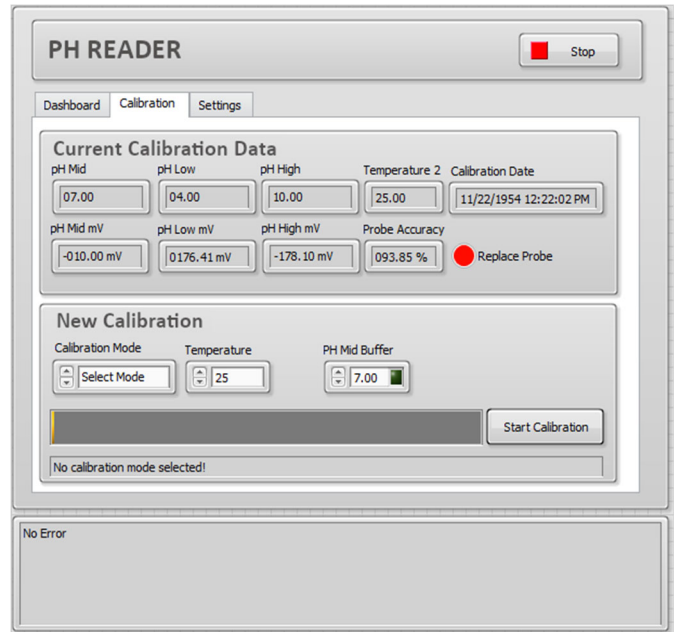 PH READER
Stop
Dashboard Calibration Settings
Current Calibration Data
pH Mid pH Low pH High Temperature 2 Calibration Date
07.00 04.00 10.00 25.00 11/22/1954 12:22:02 PM
pH Mid mV pH Low mV pH High mV Probe Accuracy
-010.00 mV 0176.41 mV -178.10 mV 093.85 % Replace Probe
New Calibration
Calibration Mode Temperature PH Mid Buffer
Select Mode 25 7.00
Start Calibration
No calibration mode selected!
No Error